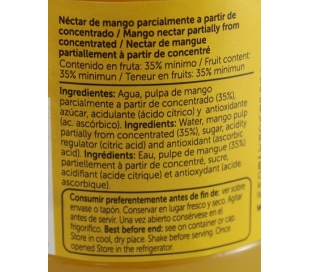 Néctar de mango parcialmente a partir de
concentrado / Mango nectar partially from
concentrated / Nectar de mangue
partiallement à partir de concentré
Contenido en fruta: 35% mínimo / Fruit content:
35% minimun / Teneur en fruits: 35% minimun
Ingredientes: Agua, pulpa de mango
parcialmente a partir de concentrado (35%),
azúcar, acidulante (ácido cítrico) y antioxidante
(ac. ascórbico). Ingredients: Water, mango pulp
partially from concentrated (35%), sugar, acidity
regulator (citric acid) and antioxidant (ascorbic
acid). Ingrédients: Eau, pulpe de mangue (35%)
partiellement à partir de concentré, sucre,
acidifiant (acide citrique) et antioxydant (acide
ascorbique).
Consumir preferentemente antes de fin de: ver sobre
envase o tapón. Conservar en lugar fresco y seco. Agitar
antes de servir. Una vez abierto consérvese en el
frigorífico. Best before end: see on container or cap.
Store in cool, dry place. Shake before serving. Once
opened, Store in the refrigerator.